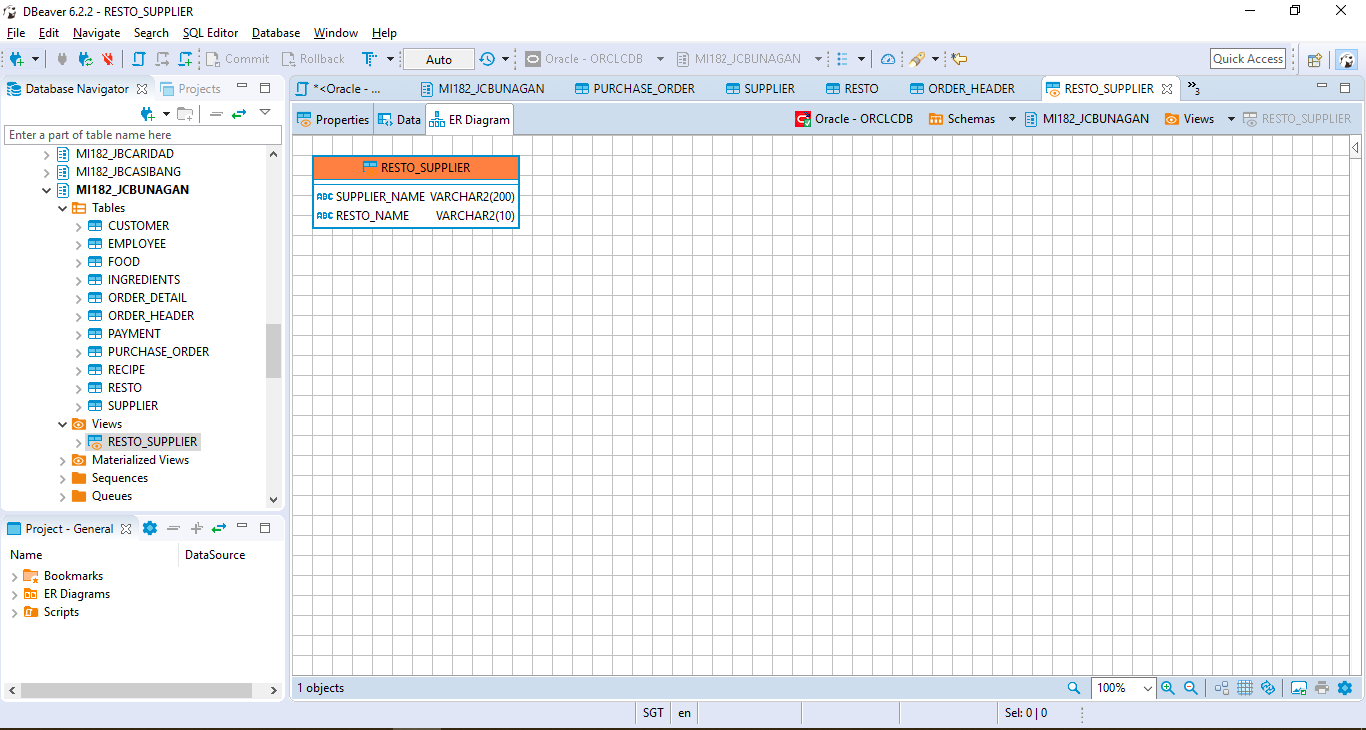 DBeaver 6.2.2 - RESTO_SUPPLIER
File Edit Navigate Search SQL Editor Database Window Help
Commit Rollback Auto Oracle - ORCLCDB MI182_JCBUNAGAN Quick Access
Database Navigator Projects
Enter a part of table name here
MI182_JBCARIDAD
MI182_JBCASIBANG
MI182_JCBUNAGAN
Tables
CUSTOMER
EMPLOYEE
FOOD
INGREDIENTS
ORDER_DETAIL
ORDER_HEADER
PAYMENT
PURCHASE_ORDER
RECIPE
RESTO
SUPPLIER
Views
RESTO_SUPPLIER
Materialized Views
Sequences
Queues
Project - General
Name DataSource
Bookmarks
ER Diagrams
Scripts
*<Oracle - ... MI182_JCBUNAGAN PURCHASE_ORDER SUPPLIER RESTO ORDER_HEADER RESTO_SUPPLIER »3
Properties Data ER Diagram Oracle - ORCLCDB Schemas MI182_JCBUNAGAN Views RESTO_SUPPLIER
RESTO_SUPPLIER
ABC SUPPLIER_NAME VARCHAR2(200)
ABC RESTO_NAME VARCHAR2(10)
1 objects 100%
SGT en Sel: 0 | 0